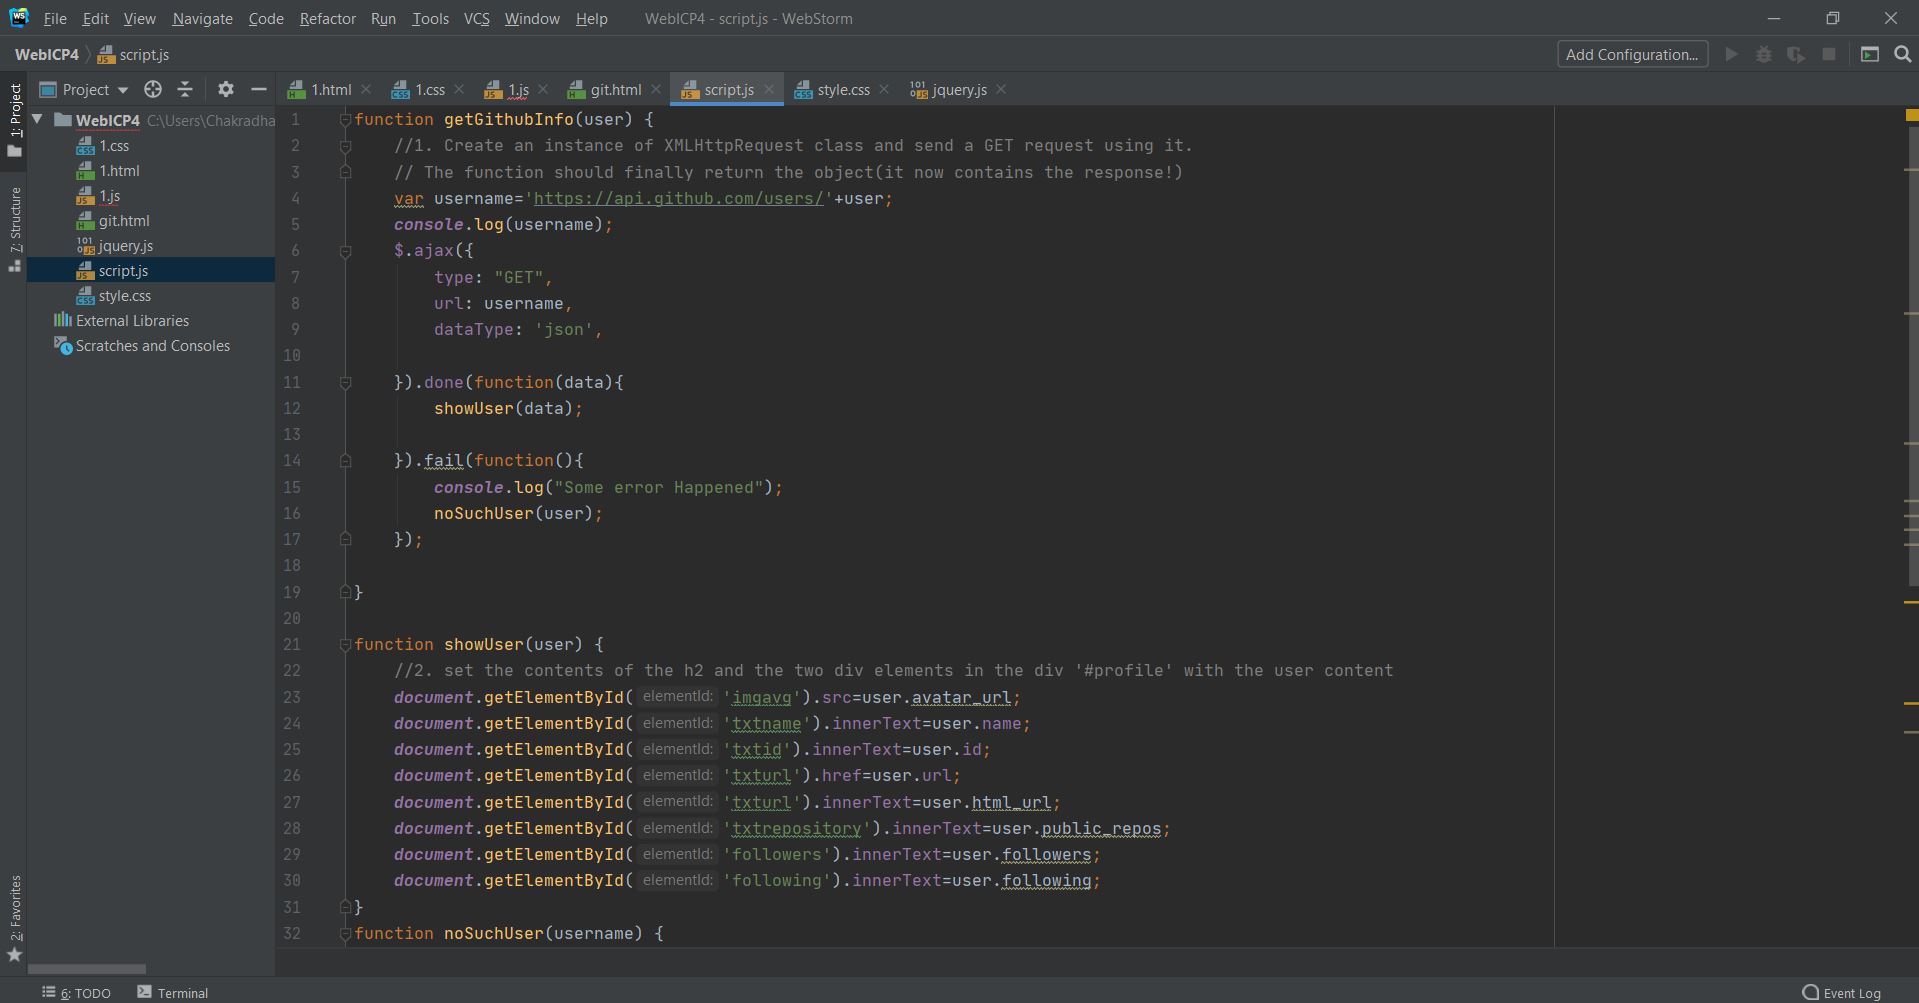 File Edit View Navigate Code Refactor Run Tools VCS Window Help WebICP4 - script.js - WebStorm
WebICP4 script.js Add Configuration...
Project
1.html 1.css 1.js git.html script.js style.css jquery.js
1: Project
7: Structure
2: Favorites
WebICP4 C:\Users\Chakradha
1.css
1.html
1.js
git.html
jquery.js
script.js
style.css
External Libraries
Scratches and Consoles
1 function getGithubInfo(user) {
2 //1. Create an instance of XMLHttpRequest class and send a GET request using it.
3 // The function should finally return the object(it now contains the response!)
4 var username='https://api.github.com/users/'+user;
5 console.log(username);
6 $.ajax({
7 type: "GET",
8 url: username,
9 dataType: 'json',
10
11 }).done(function(data){
12 showUser(data);
13
14 }).fail(function(){
15 console.log("Some error Happened");
16 noSuchUser(user);
17 });
18
19 }
20
21 function showUser(user) {
22 //2. set the contents of the h2 and the two div elements in the div '#profile' with the user content
23 document.getElementById( elementId: 'imgavg').src=user.avatar_url;
24 document.getElementById( elementId: 'txtname').innerText=user.name;
25 document.getElementById( elementId: 'txtid').innerText=user.id;
26 document.getElementById( elementId: 'txturl').href=user.url;
27 document.getElementById( elementId: 'txturl').innerText=user.html_url;
28 document.getElementById( elementId: 'txtrepository').innerText=user.public_repos;
29 document.getElementById( elementId: 'followers').innerText=user.followers;
30 document.getElementById( elementId: 'following').innerText=user.following;
31 }
32 function noSuchUser(username) {
6: TODO Terminal Event Log